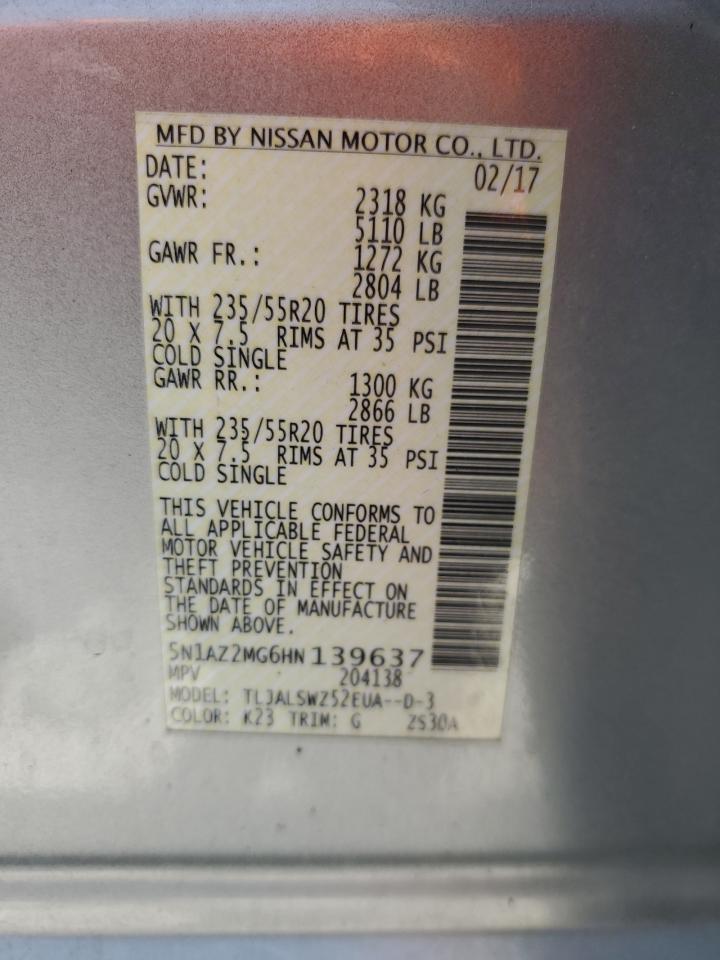 MFD BY NISSAN MOTOR CO., LTD.
DATE: 02/17
GVWR: 2318 KG
5110 LB
GAWR FR.: 1272 KG
2804 LB
WITH 235/55R20 TIRES
20 X 7.5 RIMS AT 35 PSI
COLD SINGLE
GAWR RR.: 1300 KG
2866 LB
WITH 235/55R20 TIRES
20 X 7.5 RIMS AT 35 PSI
COLD SINGLE
THIS VEHICLE CONFORMS TO
ALL APPLICABLE FEDERAL
MOTOR VEHICLE SAFETY AND
THEFT PREVENTION
STANDARDS IN EFFECT ON
THE DATE OF MANUFACTURE
SHOWN ABOVE.
5N1AZ2MG6HN139637
MPV 204138
MODEL: TLJALSWZ52EUA--D-3
COLOR: K23 TRIM: G 2S30A